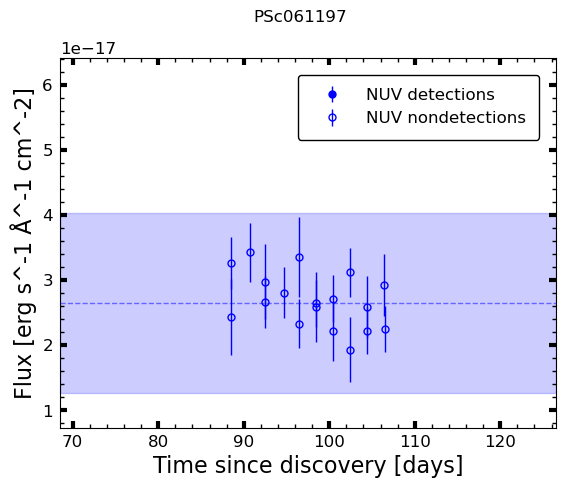 PSc061197
1e−17
Flux [erg s^-1 Å^-1 cm^-2]
6
5
4
3
2
1
NUV detections
NUV nondetections
70 80 90 100 110 120
Time since discovery [days]